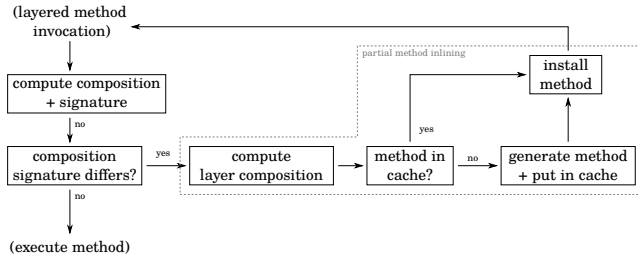 (layered method
invocation)
partial method inlining
install
method
compute composition
+ signature
no
yes
composition
signature differs?
yes
compute
layer composition
method in
cache?
no
generate method
+ put in cache
no
(execute method)